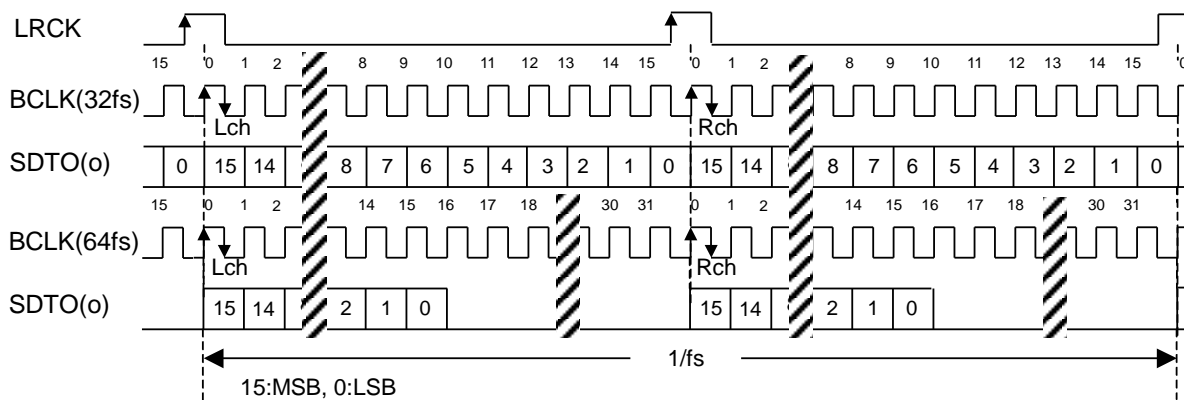 LRCK
15 0 1 2 8 9 10 11 12 13 14 15 0 1 2 8 9 10 11 12 13 14 15 0
BCLK(32fs)
Lch Rch
SDTO(o) 0 15 14 8 7 6 5 4 3 2 1 0 15 14 8 7 6 5 4 3 2 1 0
15 0 1 2 14 15 16 17 18 30 31 0 1 2 14 15 16 17 18 30 31 0
BCLK(64fs)
Lch Rch
SDTO(o) 15 14 2 1 0 15 14 2 1 0
1/fs
15:MSB, 0:LSB